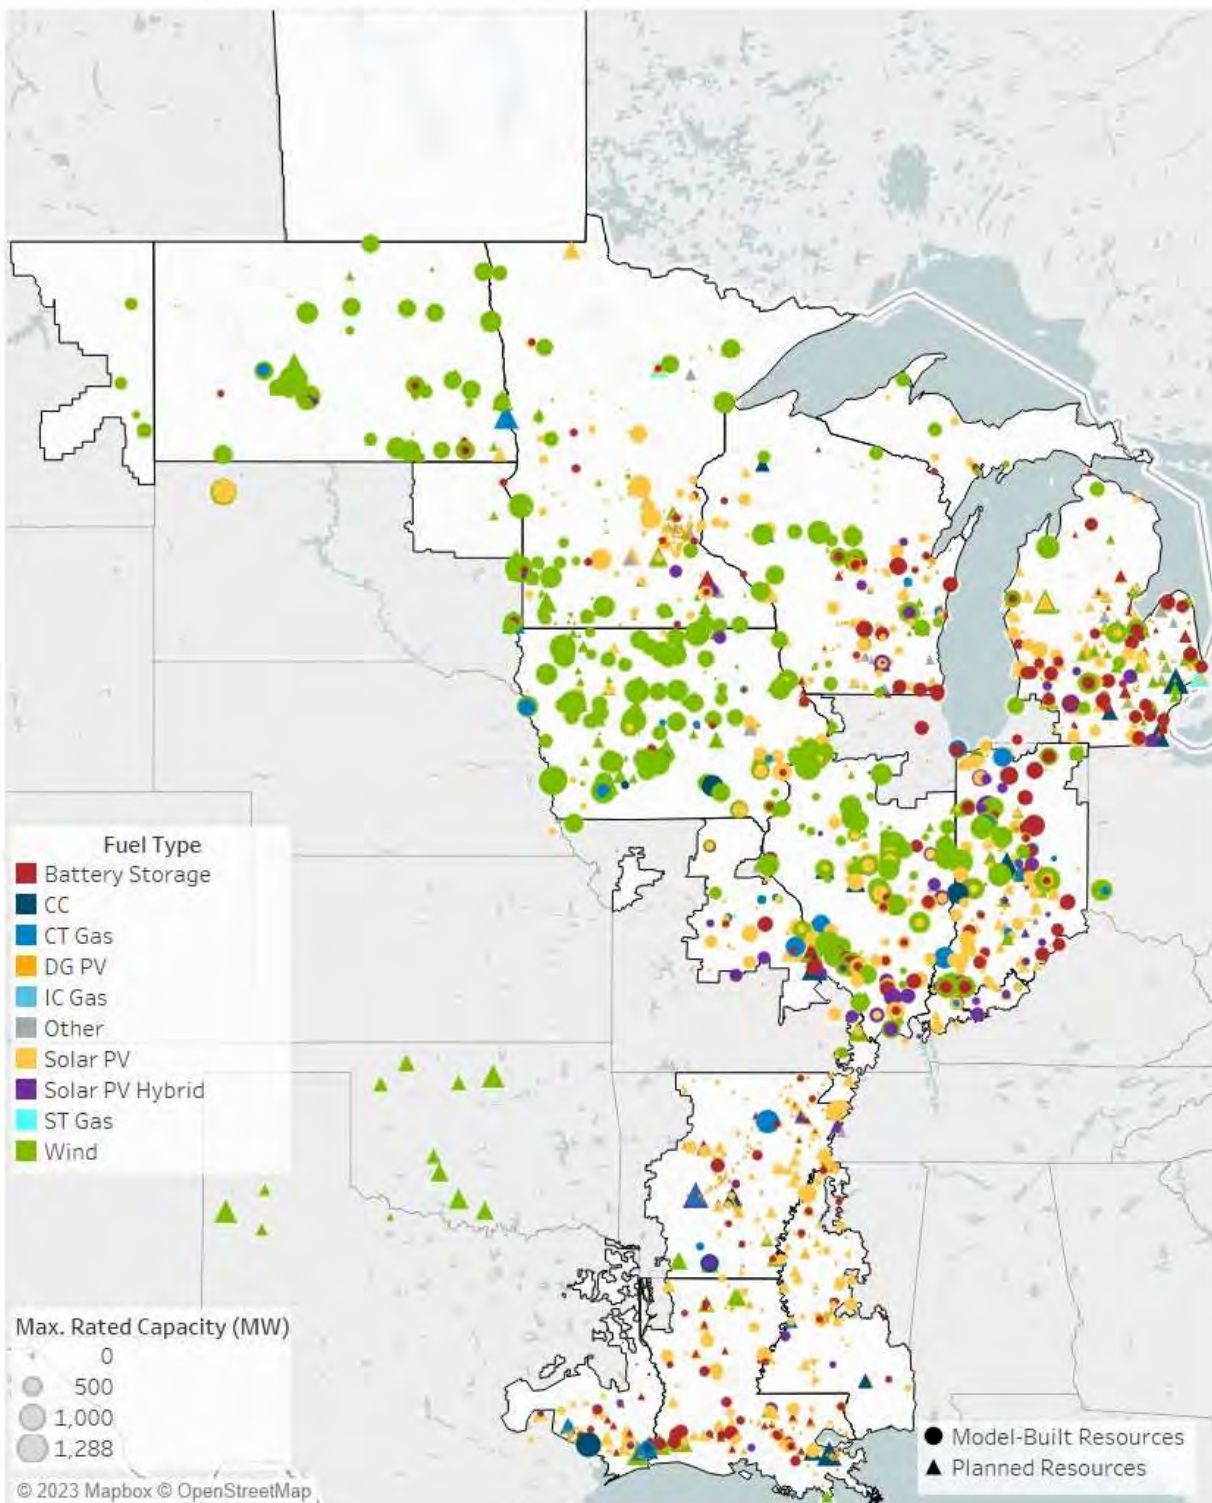 Fuel Type
Battery Storage
CC
CT Gas
DG PV
IC Gas
Other
Solar PV
Solar PV Hybrid
ST Gas
Wind
Max. Rated Capacity (MW)
0
500
1,000
1,288
© 2023 Mapbox © OpenStreetMap
Model-Built Resources
Planned Resources